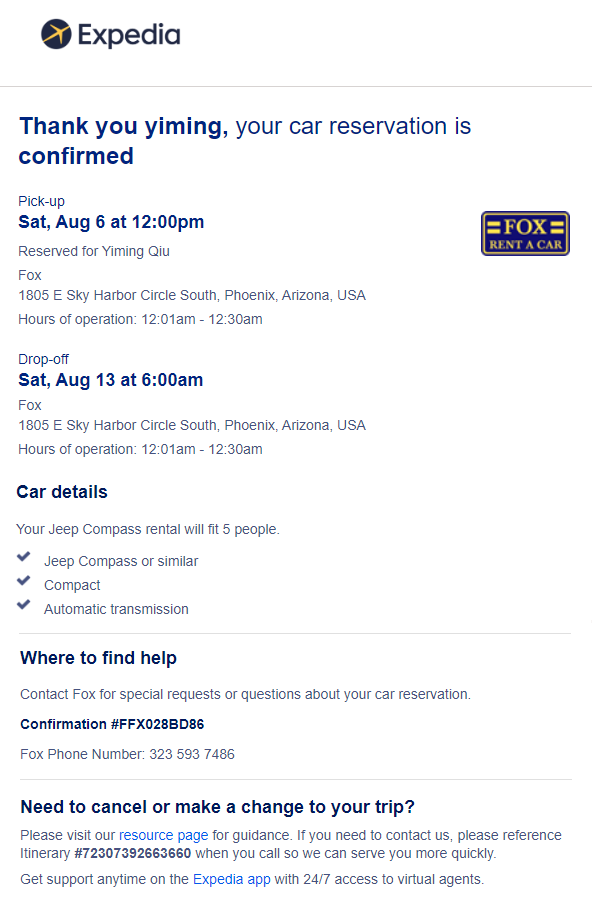 Expedia
Thank you yiming, your car reservation is
confirmed
Pick-up
Sat, Aug 6 at 12:00pm
FOX
RENT A CAR
Reserved for Yiming Qiu
Fox
1805 E Sky Harbor Circle South, Phoenix, Arizona, USA
Hours of operation: 12:01am - 12:30am
Drop-off
Sat, Aug 13 at 6:00am
Fox
1805 E Sky Harbor Circle South, Phoenix, Arizona, USA
Hours of operation: 12:01am - 12:30am
Car details
Your Jeep Compass rental will fit 5 people.
Jeep Compass or similar
Compact
Automatic transmission
Where to find help
Contact Fox for special requests or questions about your car reservation.
Confirmation #FFX028BD86
Fox Phone Number: 323 593 7486
Need to cancel or make a change to your trip?
Please visit our resource page for guidance. If you need to contact us, please reference
Itinerary #72307392663660 when you call so we can serve you more quickly.
Get support anytime on the Expedia app with 24/7 access to virtual agents.